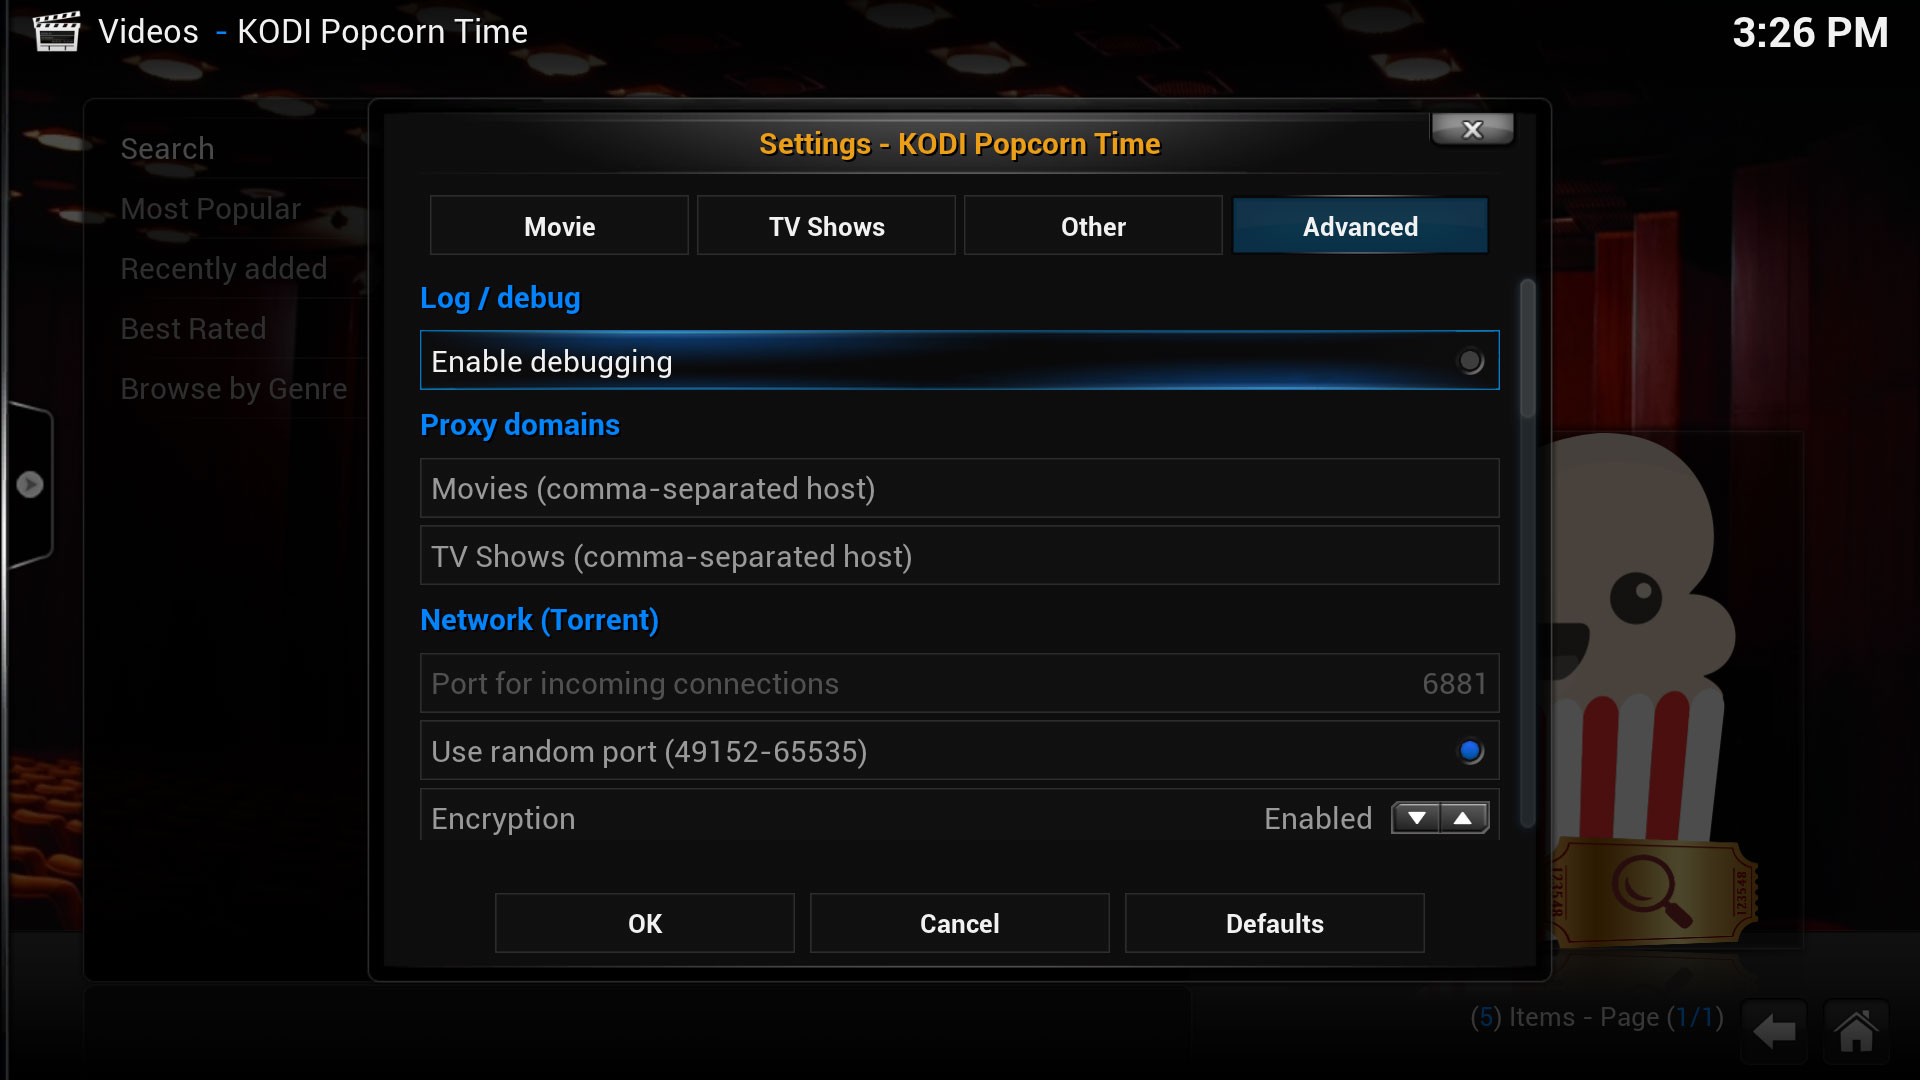 Videos - KODI Popcorn Time
3:26 PM
Search
Most Popular
Recently added
Best Rated
Browse by Genre
Settings - KODI Popcorn Time
X
Movie
TV Shows
Other
Advanced
Log / debug
Enable debugging
Proxy domains
Movies (comma-separated host)
TV Shows (comma-separated host)
Network (Torrent)
Port for incoming connections 6881
Use random port (49152-65535)
Encryption Enabled
OK
Cancel
Defaults
123548
123548
(5) Items - Page (1/1)